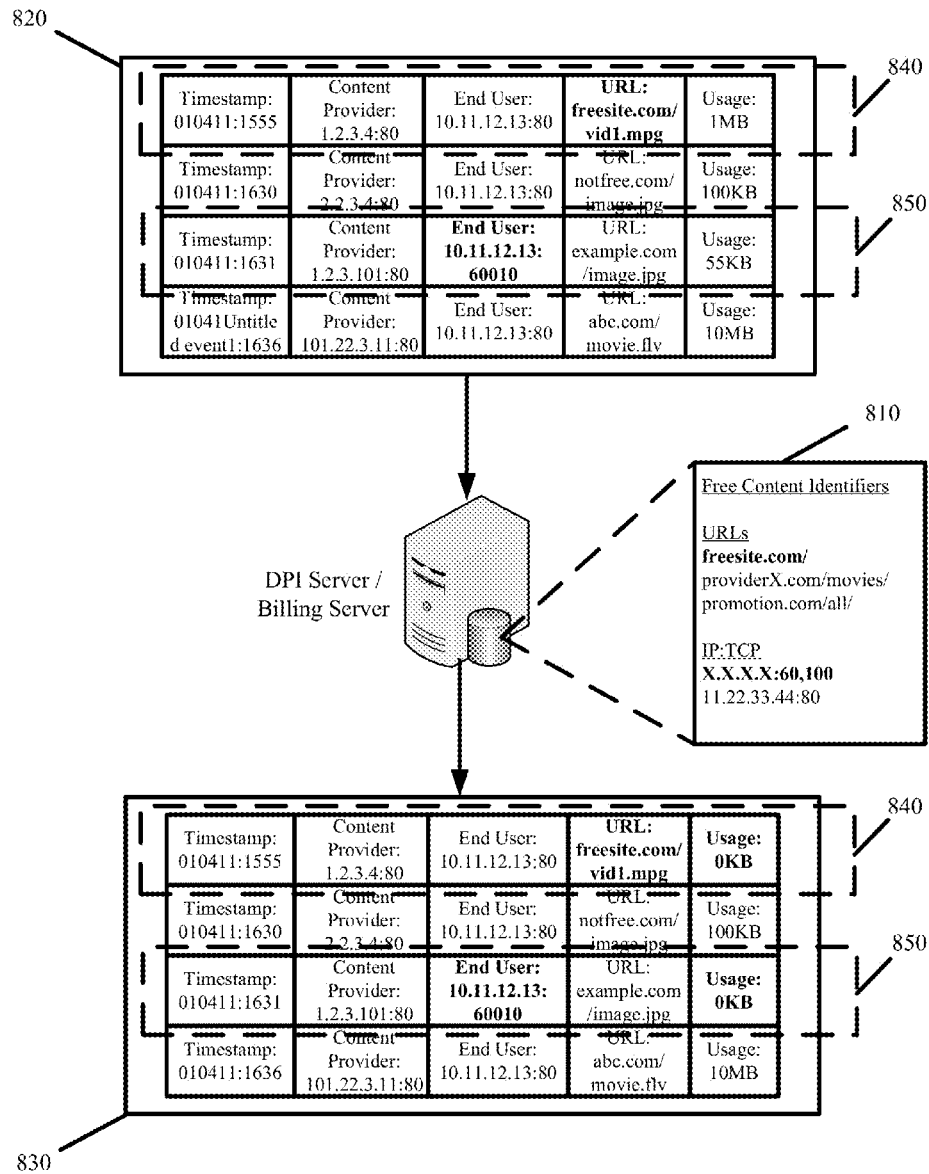 820
840
Timestamp:
010411:1555
Content
Provider:
1.2.3.4:80
End User:
10.11.12.13:80
URL:
freesite.com/
vid1.mpg
Usage:
1MB
Timestamp:
010411:1630
Content
Provider:
2.2.3.4:80
End User:
10.11.12.13:80
URL:
notfree.com/
image.jpg
Usage:
100KB
850
Timestamp:
010411:1631
Content
Provider:
1.2.3.101:80
End User:
10.11.12.13:
60010
URL:
example.com
/image.jpg
Usage:
55KB
Timestamp:
01041Untitle
d event1:1636
Content
Provider:
101.22.3.11:80
End User:
10.11.12.13:80
URL:
abc.com/
movie.flv
Usage:
10MB
810
Free Content Identifiers
URLs
freesite.com/
providerX.com/movies/
promotion.com/all/
IP:TCP
X.X.X.X:60,100
11.22.33.44:80
DPI Server /
Billing Server
840
Timestamp:
010411:1555
Content
Provider:
1.2.3.4:80
End User:
10.11.12.13:80
URL:
freesite.com/
vid1.mpg
Usage:
0KB
Timestamp:
010411:1630
Content
Provider:
2.2.3.4:80
End User:
10.11.12.13:80
URL:
notfree.com/
image.jpg
Usage:
100KB
850
Timestamp:
010411:1631
Content
Provider:
1.2.3.101:80
End User:
10.11.12.13:
60010
URL:
example.com
/image.jpg
Usage:
0KB
Timestamp:
010411:1636
Content
Provider:
101.22.3.11:80
End User:
10.11.12.13:80
URL:
abc.com/
movie.flv
Usage:
10MB
830